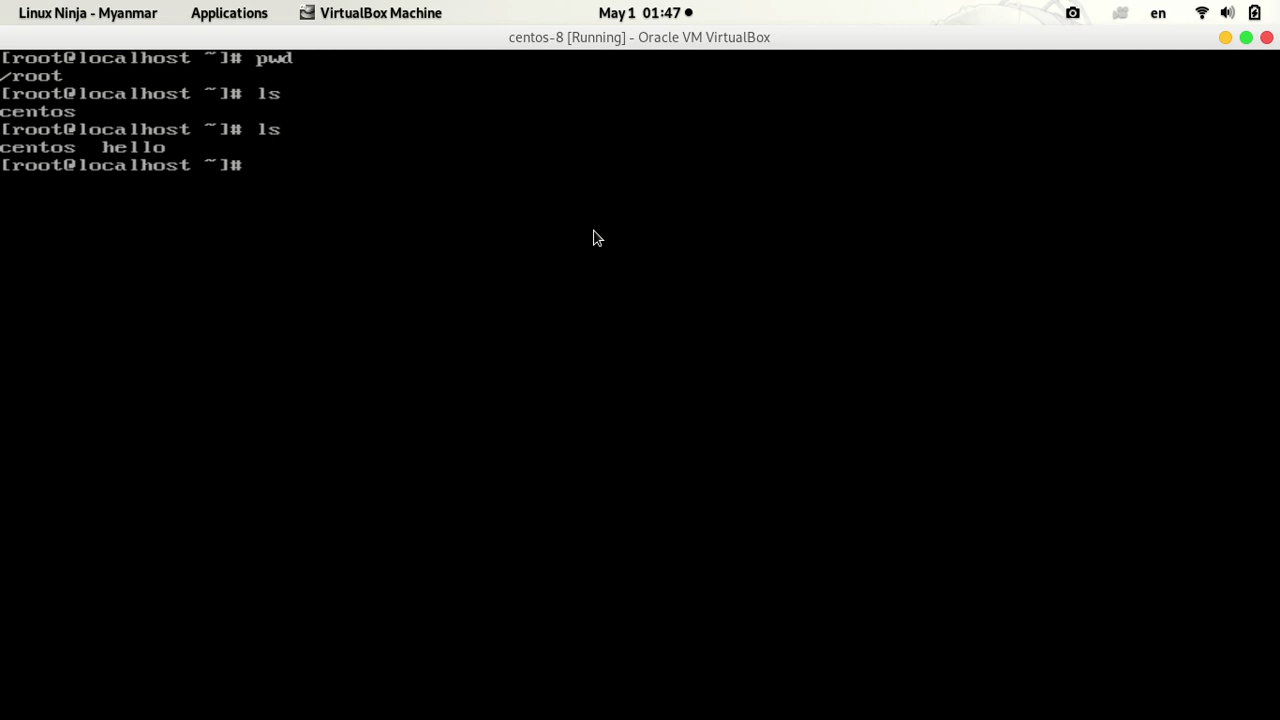 Linux Ninja - Myanmar Applications VirtualBox Machine May 1 01:47 en
centos-8 [Running] - Oracle VM VirtualBox
[root@localhost ~]# pwd
/root
[root@localhost ~]# ls
centos
[root@localhost ~]# ls
centos hello
[root@localhost ~]#